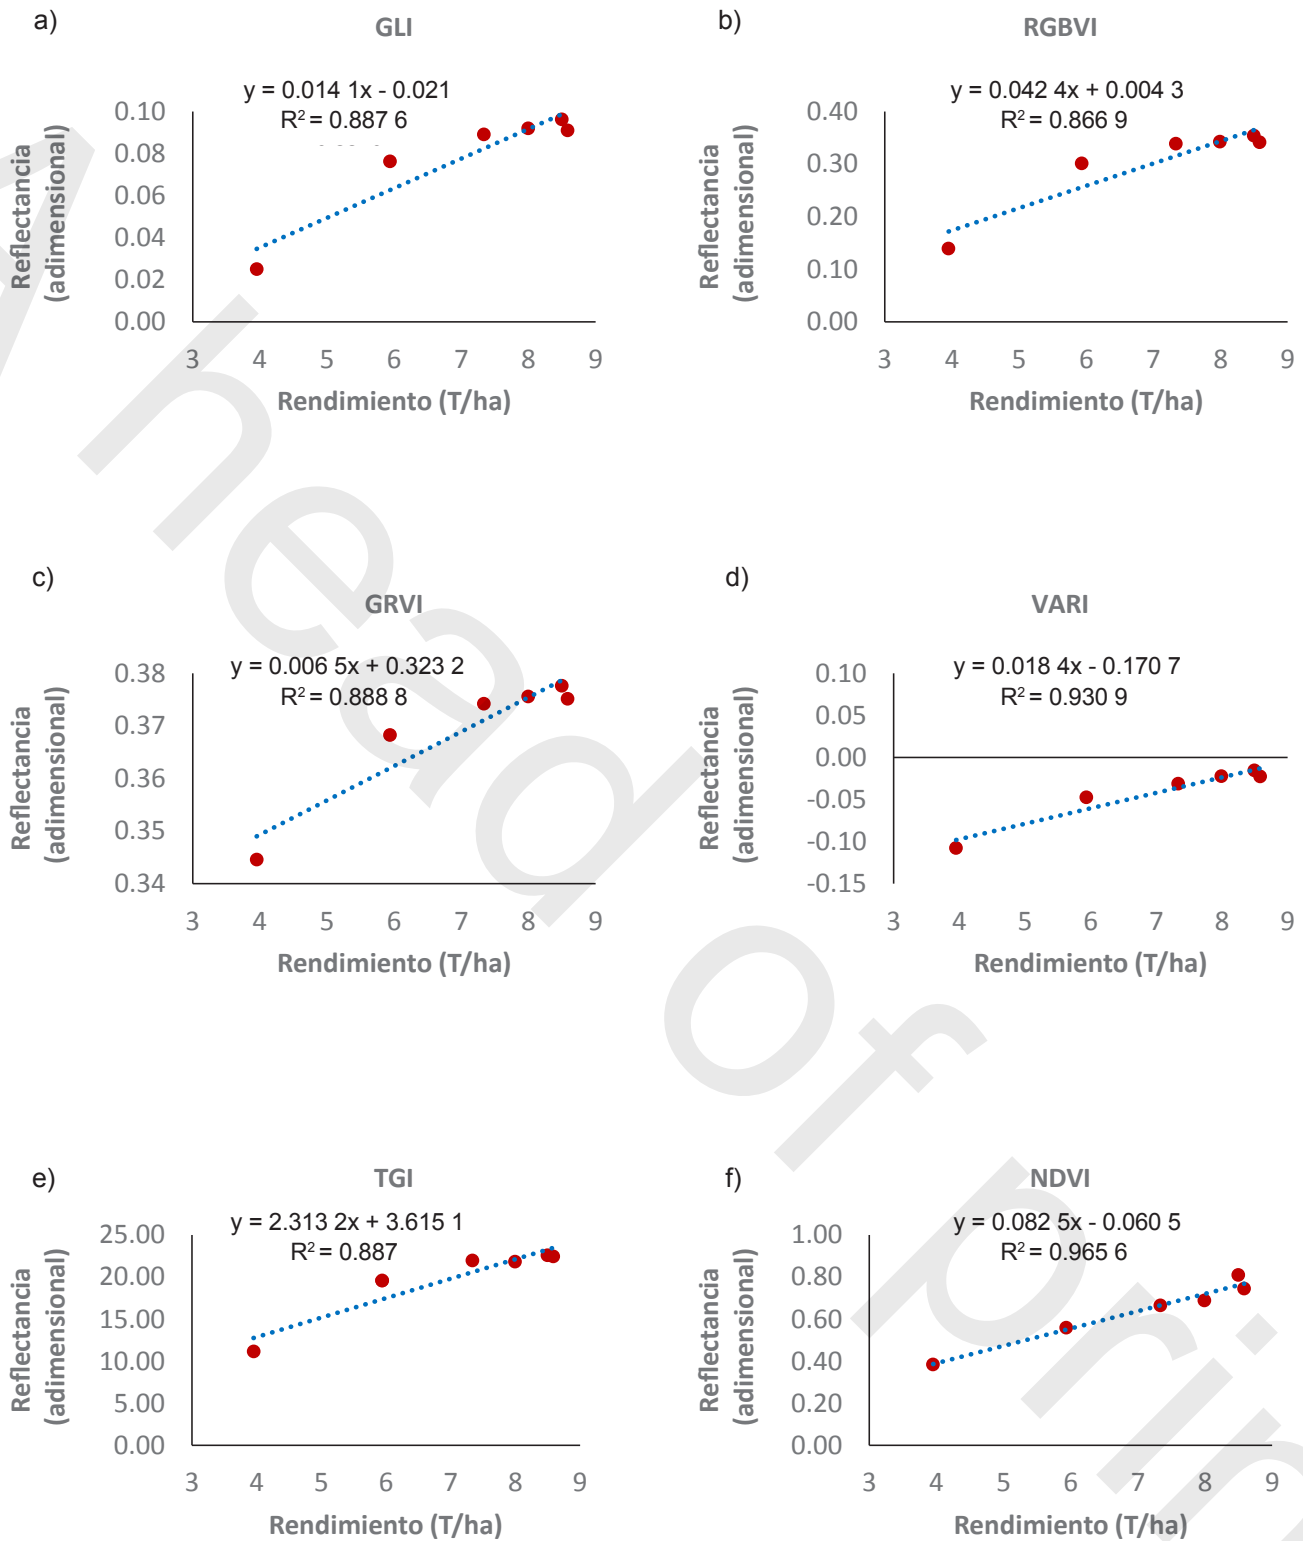 a)
GLI
y = 0.014 1x - 0.021
R² = 0.887 6
0.10
0.08
0.06
0.04
0.02
0.00
Reflectancia
(adimensional)
3 4 5 6 7 8 9
Rendimiento (T/ha)
b)
RGBVI
y = 0.042 4x + 0.004 3
R² = 0.866 9
0.40
0.30
0.20
0.10
0.00
Reflectancia
(adimensional)
3 4 5 6 7 8 9
Rendimiento (T/ha)
c)
GRVI
y = 0.006 5x + 0.323 2
R² = 0.888 8
0.38
0.37
0.36
0.35
0.34
Reflectancia
(adimensional)
3 4 5 6 7 8 9
Rendimiento (T/ha)
d)
VARI
y = 0.018 4x - 0.170 7
R² = 0.930 9
0.10
0.05
0.00
-0.05
-0.10
-0.15
Reflectancia
(adimensional)
3 4 5 6 7 8 9
Rendimiento (T/ha)
e)
TGI
y = 2.313 2x + 3.615 1
R² = 0.887
25.00
20.00
15.00
10.00
5.00
0.00
Reflectancia
(adimensional)
3 4 5 6 7 8 9
Rendimiento (T/ha)
f)
NDVI
y = 0.082 5x - 0.060 5
R² = 0.965 6
1.00
0.80
0.60
0.40
0.20
0.00
Reflectancia
(adimensional)
3 4 5 6 7 8 9
Rendimiento (T/ha)
Ahead of prin